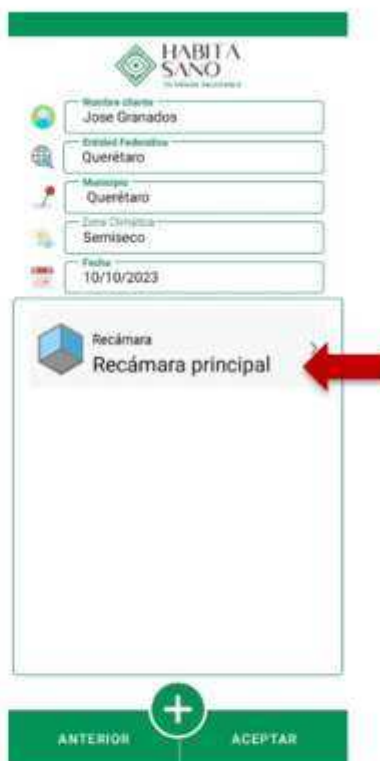 HABITA
SANO
Nombre cliente
Jose Granados
Entidad Federativa
Querétaro
Municipio
Querétaro
Zona Climática
Semiseco
Fecha
10/10/2023
Recámara
Recámara principal
ANTERIOR
ACEPTAR